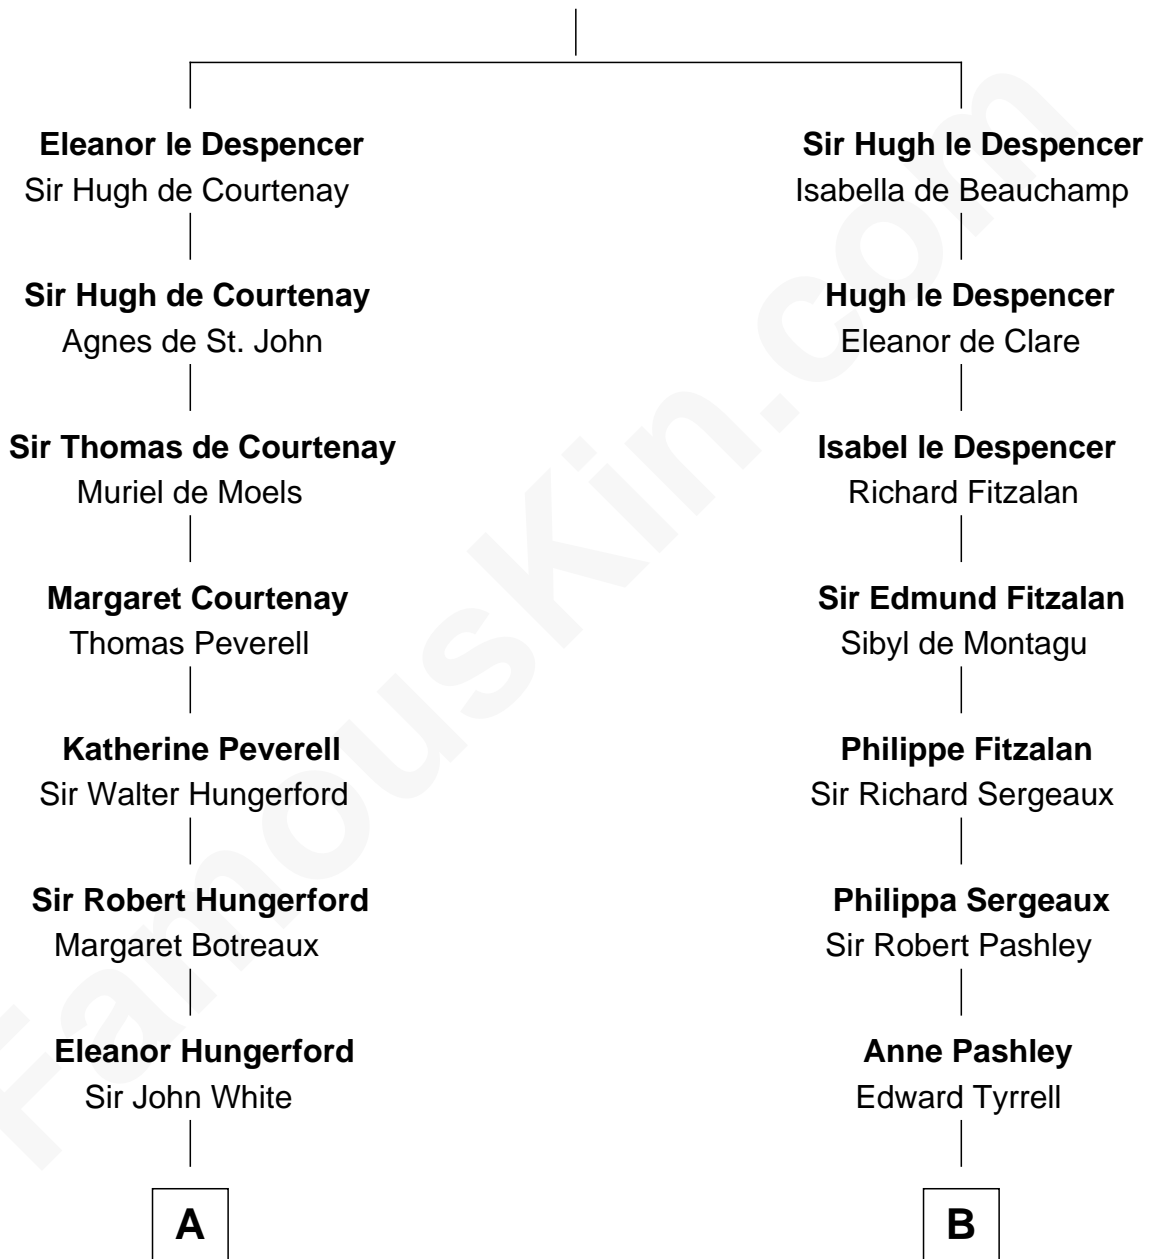 Eleanor le Despencer
Sir Hugh de Courtenay
Sir Hugh de Courtenay
Agnes de St. John
Sir Thomas de Courtenay
Muriel de Moels
Margaret Courtenay
Thomas Peverell
Katherine Peverell
Sir Walter Hungerford
Sir Robert Hungerford
Margaret Botreaux
Eleanor Hungerford
Sir John White
A
Sir Hugh le Despencer
Isabella de Beauchamp
Hugh le Despencer
Eleanor de Clare
Isabel le Despencer
Richard Fitzalan
Sir Edmund Fitzalan
Sibyl de Montagu
Philippe Fitzalan
Sir Richard Sergeaux
Philippa Sergeaux
Sir Robert Pashley
Anne Pashley
Edward Tyrrell
B
FamousKin.com